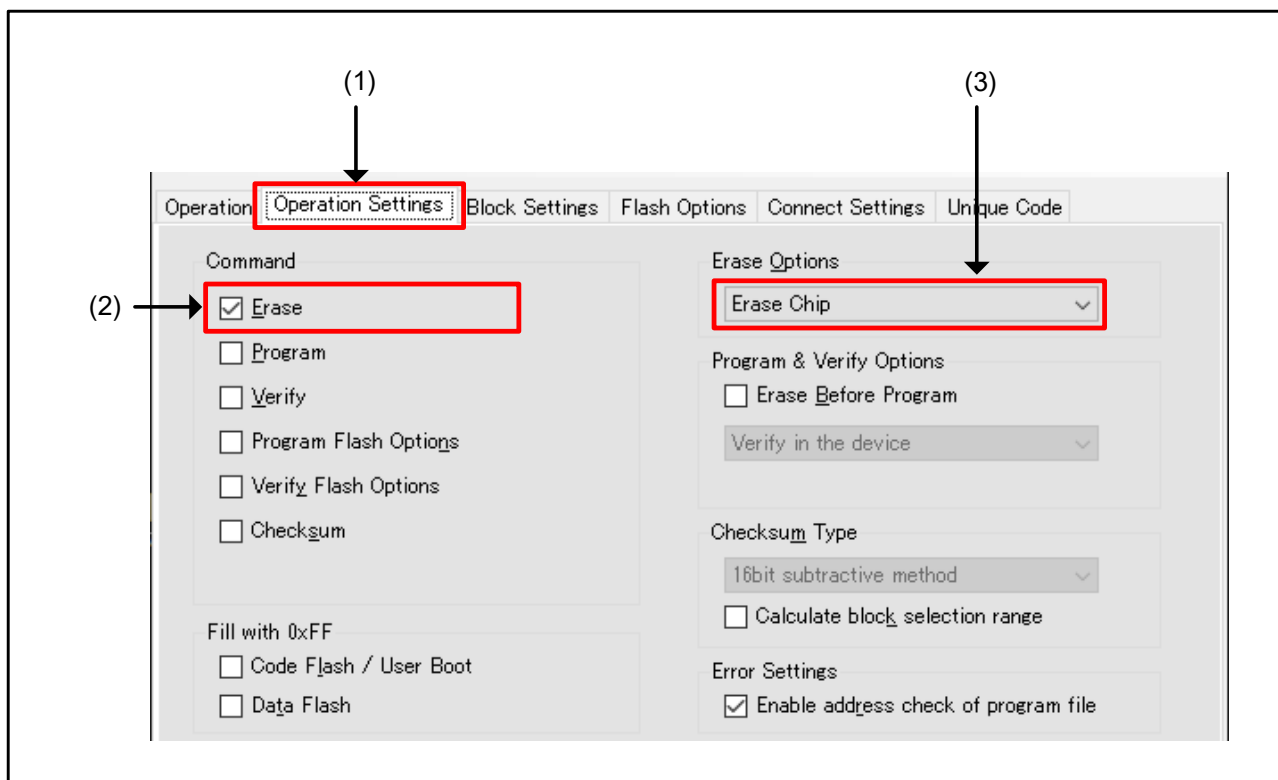 (1)
(3)
Operation Operation Settings Block Settings Flash Options Connect Settings Unique Code
Command
Erase Options
(2)
Erase
Erase Chip
Program
Program & Verify Options
Verify
Erase Before Program
Program Flash Options
Verify in the device
Verify Flash Options
Checksum
Checksum Type
16bit subtractive method
Calculate block selection range
Fill with 0xFF
Code Flash / User Boot
Error Settings
Data Flash
Enable address check of program file